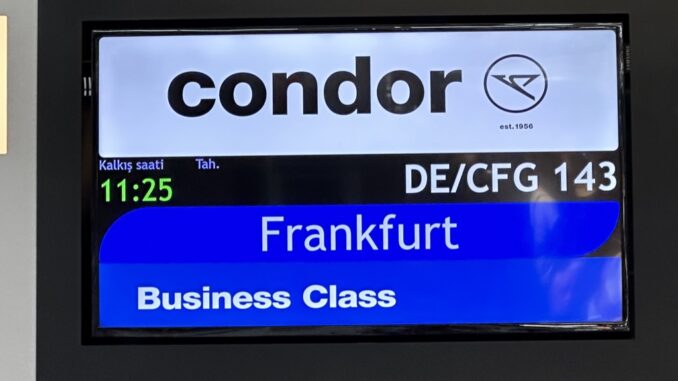 condor
est.1956
Kalkış saati Tah.
11:25 DE/CFG 143
Frankfurt
Business Class